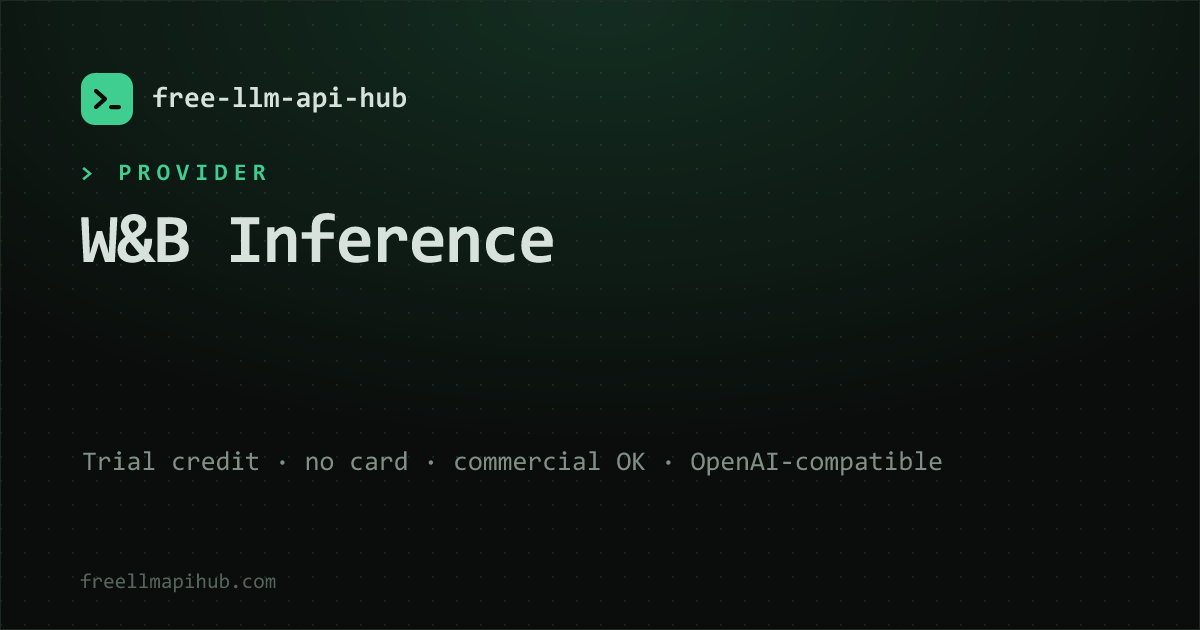 free-llm-api-hub
> PROVIDER
W&B Inference
Trial credit · no card · commercial OK · OpenAI-compatible
freellmapihub.com